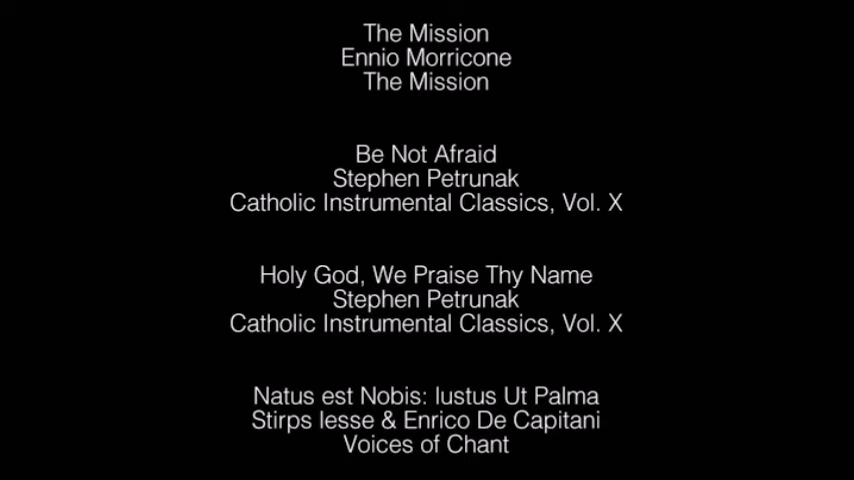 The Mission
Ennio Morricone
The Mission
Be Not Afraid
Stephen Petrunak
Catholic Instrumental Classics, Vol. X
Holy God, We Praise Thy Name
Stephen Petrunak
Catholic Instrumental Classics, Vol. X
Natus est Nobis: Iustus Ut Palma
Stirps Iesse & Enrico De Capitani
Voices of Chant